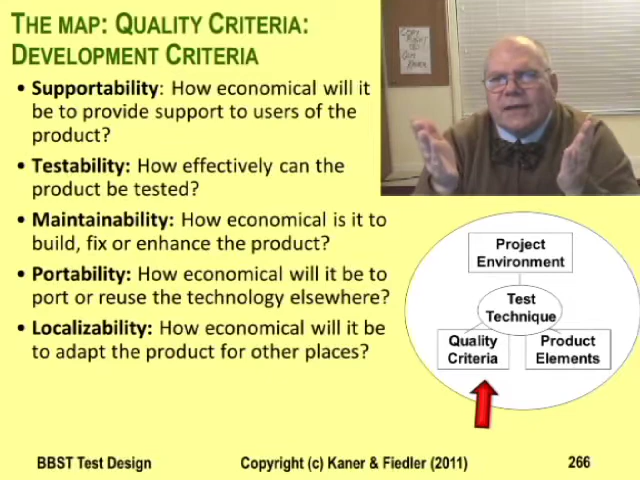 THE MAP: QUALITY CRITERIA:
DEVELOPMENT CRITERIA
• Supportability: How economical will it
be to provide support to users of the
product?
• Testability: How effectively can the
product be tested?
• Maintainability: How economical is it to
build, fix or enhance the product?
• Portability: How economical will it be to
port or reuse the technology elsewhere?
• Localizability: How economical will it be
to adapt the product for other places?
Project
Environment
Test
Technique
Quality
Criteria
Product
Elements
BBST Test Design
Copyright (c) Kaner & Fiedler (2011)
266